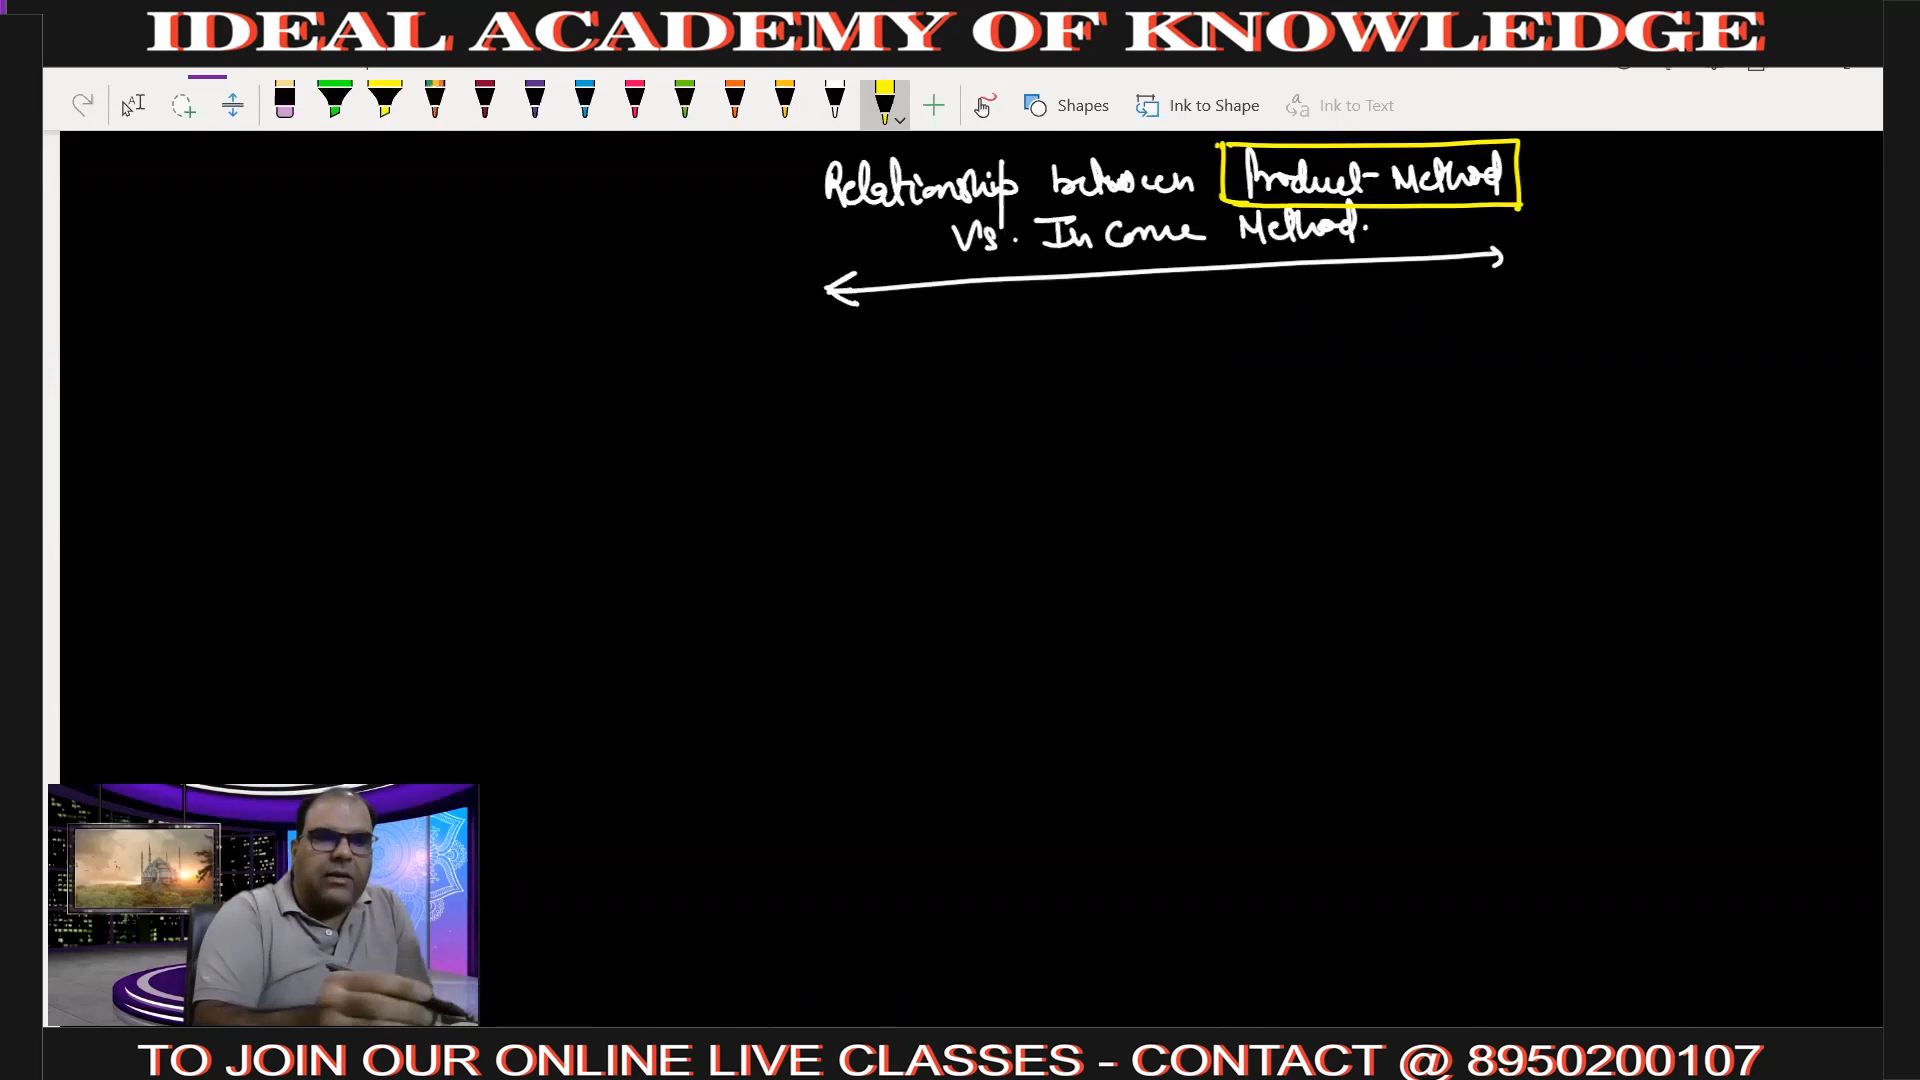 IDEAL ACADEMY OF KNOWLEDGE
Shapes Ink to Shape Ink to Text
Relationship between Product-Method
V's. Income Method.
TO JOIN OUR ONLINE LIVE CLASSES - CONTACT @ 8950200107